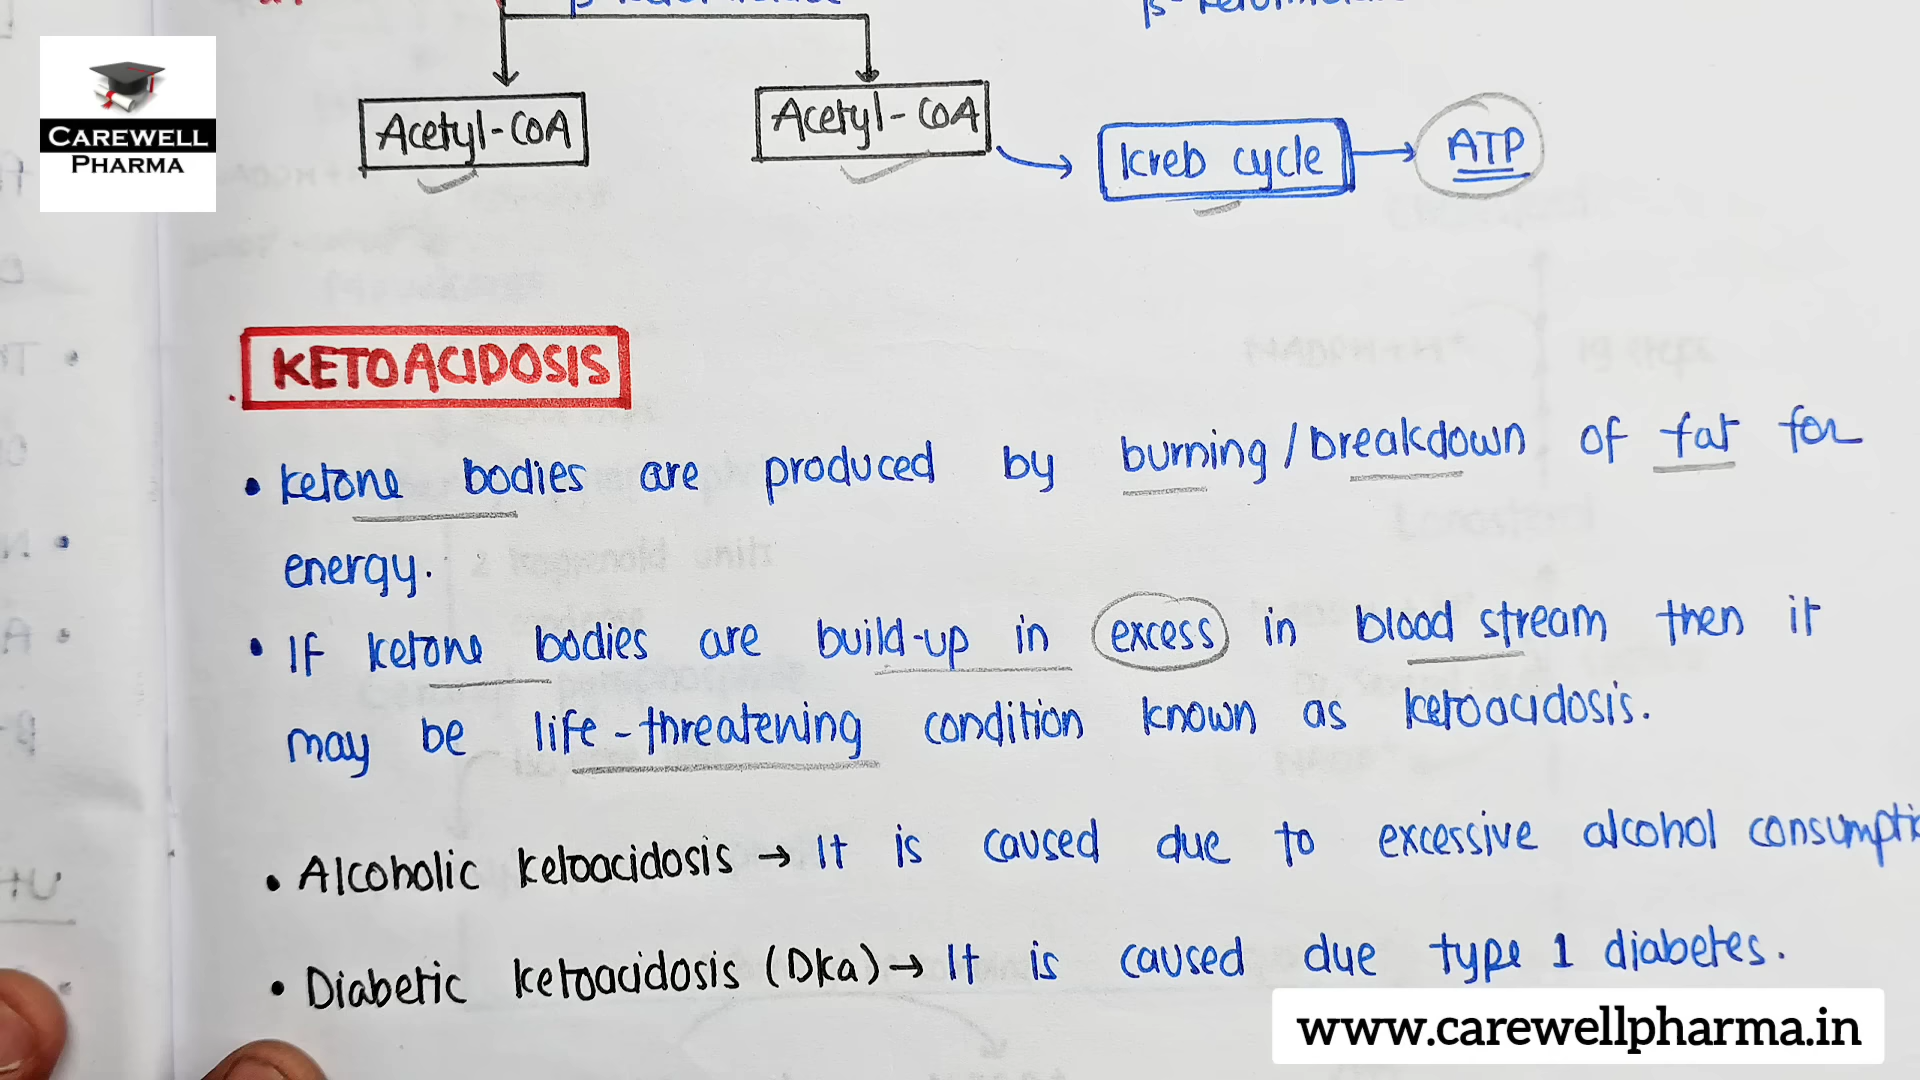 Acetyl-CoA
Acetyl-CoA
Kreb cycle
ATP
CAREWELL
PHARMA
KETOACIDOSIS
• Ketone bodies are produced by burning/breakdown of fat for
energy.
• If ketone bodies are build-up in excess in blood stream then it
may be life-threatening condition known as ketoacidosis.
• Alcoholic ketoacidosis → It is caused due to excessive alcohol consumptio
• Diabetic ketoacidosis (Dka) → It is caused due type 1 diabetes.
www.carewellpharma.in